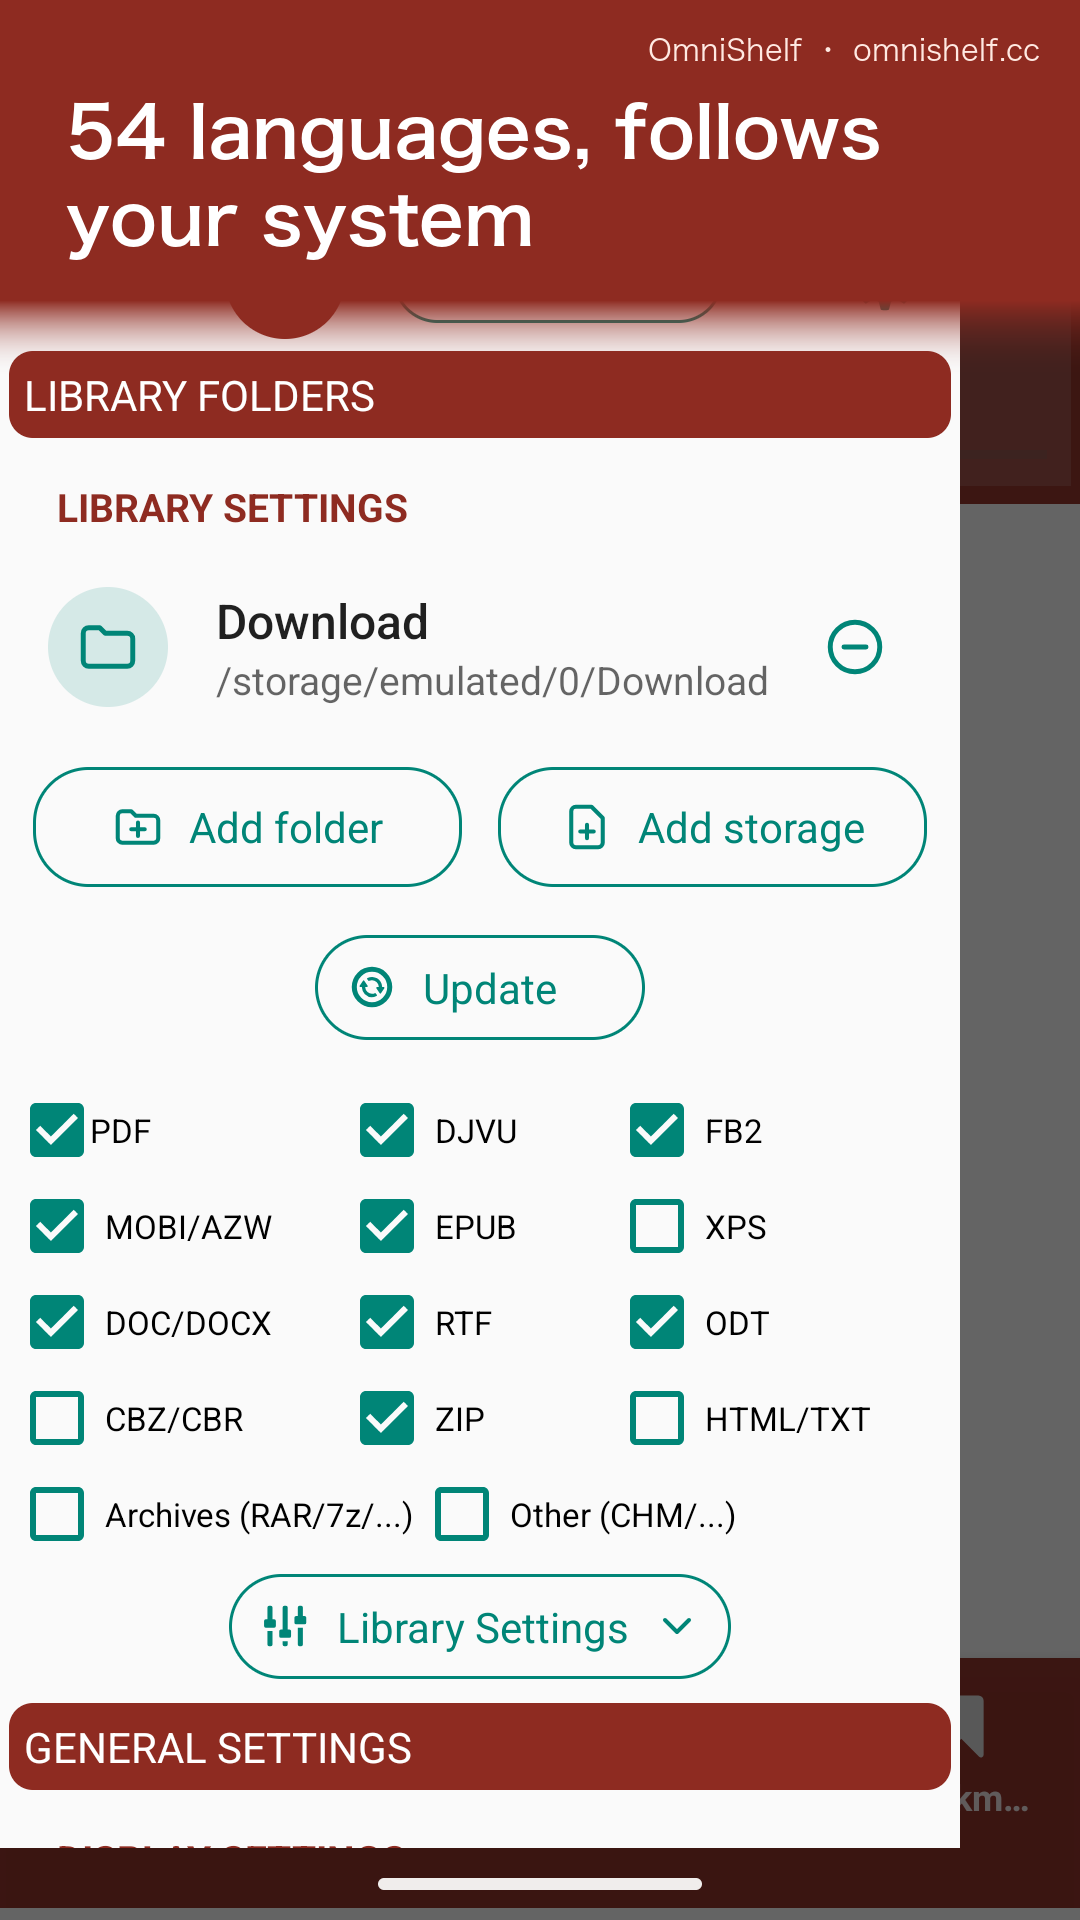 OmniShelf · omnishelf.cc
54 languages, follows
your system
LIBRARY FOLDERS
LIBRARY SETTINGS
Download
/storage/emulated/0/Download
Add folder
Add storage
Update
PDF
DJVU
FB2
MOBI/AZW
EPUB
XPS
DOC/DOCX
RTF
ODT
CBZ/CBR
ZIP
HTML/TXT
Archives (RAR/7z/...)
Other (CHM/...)
Library Settings
GENERAL SETTINGS
km...